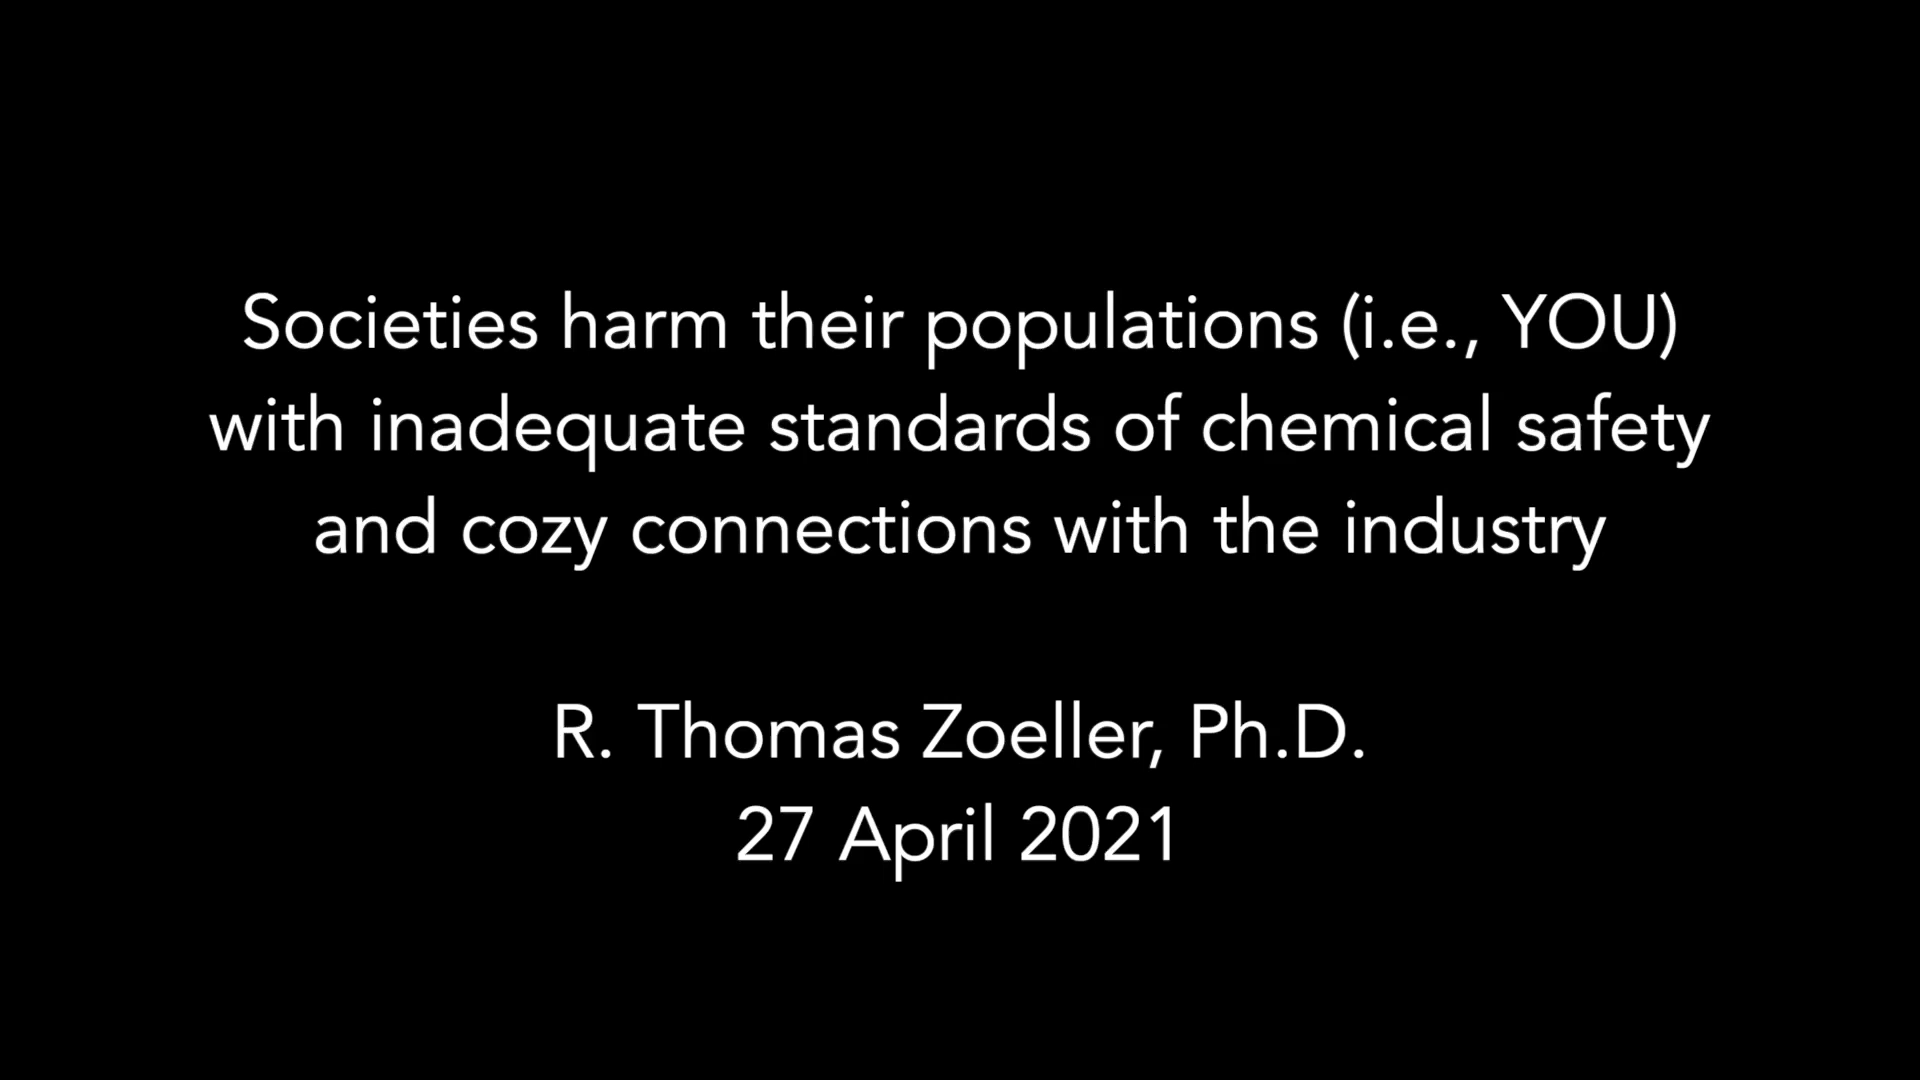 Societies harm their populations (i.e., YOU)
with inadequate standards of chemical safety
and cozy connections with the industry
R. Thomas Zoeller, Ph.D.
27 April 2021